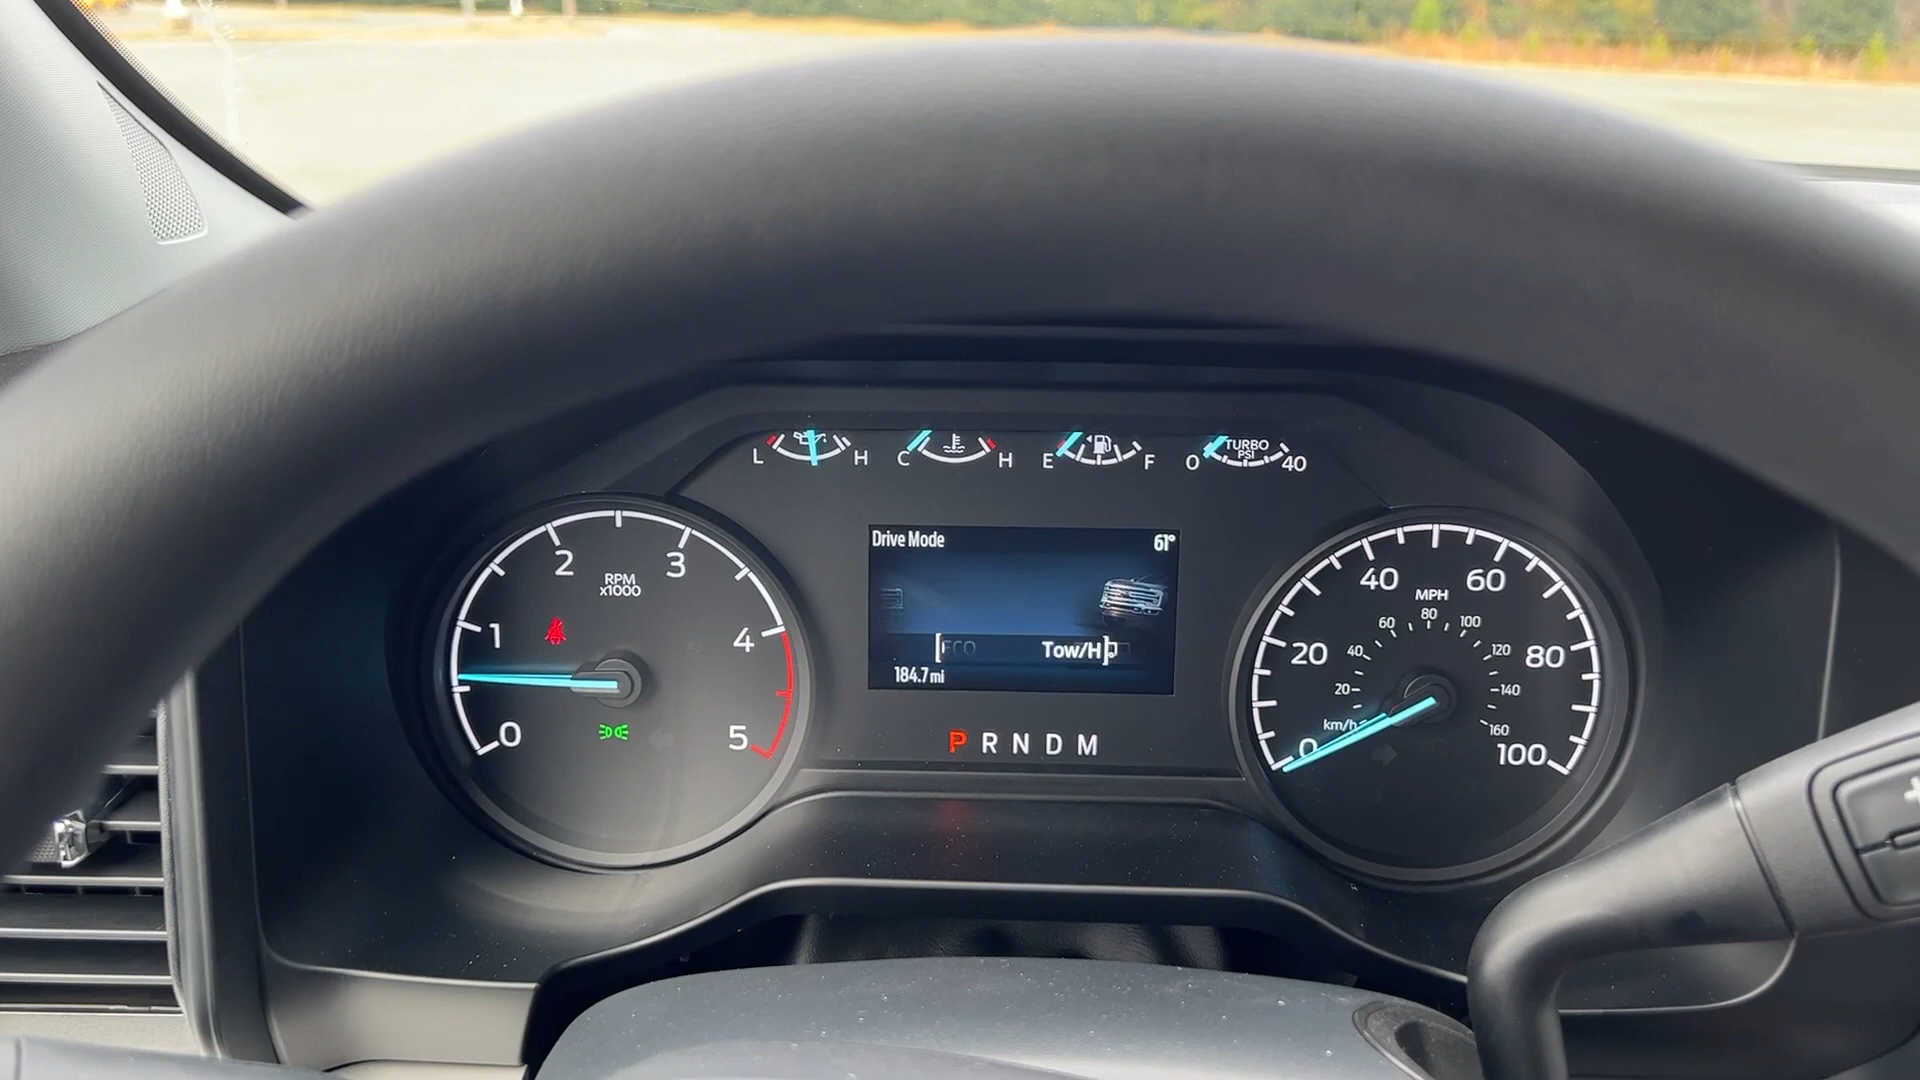 L H C H E F 0 TURBO PSI 40
0 1 2 3 4 5
RPM
x1000
Drive Mode 61°
ECO Tow/H
184.7 mi
P R N D M
0 20 40 60 80 100
MPH
20 40 60 80 100 120 140 160
km/h